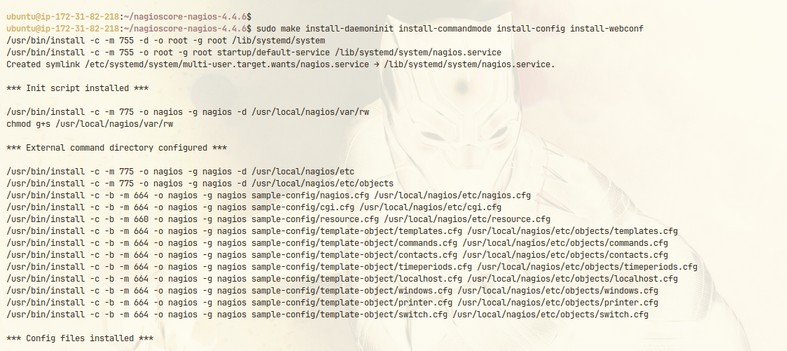 ubuntu@ip-172-31-82-218:~/nagioscore-nagios-4.4.6$
ubuntu@ip-172-31-82-218:~/nagioscore-nagios-4.4.6$ sudo make install-daemoninit install-commandmode install-config install-webconf
/usr/bin/install -c -m 755 -d -o root -g root /lib/systemd/system
/usr/bin/install -c -m 755 -o root -g root startup/default-service /lib/systemd/system/nagios.service
Created symlink /etc/systemd/system/multi-user.target.wants/nagios.service → /lib/systemd/system/nagios.service.

*** Init script installed ***

/usr/bin/install -c -m 775 -o nagios -g nagios -d /usr/local/nagios/var/rw
chmod g+s /usr/local/nagios/var/rw

*** External command directory configured ***

/usr/bin/install -c -m 775 -o nagios -g nagios -d /usr/local/nagios/etc
/usr/bin/install -c -m 775 -o nagios -g nagios -d /usr/local/nagios/etc/objects
/usr/bin/install -c -b -m 664 -o nagios -g nagios sample-config/nagios.cfg /usr/local/nagios/etc/nagios.cfg
/usr/bin/install -c -b -m 664 -o nagios -g nagios sample-config/cgi.cfg /usr/local/nagios/etc/cgi.cfg
/usr/bin/install -c -b -m 660 -o nagios -g nagios sample-config/resource.cfg /usr/local/nagios/etc/resource.cfg
/usr/bin/install -c -b -m 664 -o nagios -g nagios sample-config/template-object/templates.cfg /usr/local/nagios/etc/objects/templates.cfg
/usr/bin/install -c -b -m 664 -o nagios -g nagios sample-config/template-object/commands.cfg /usr/local/nagios/etc/objects/commands.cfg
/usr/bin/install -c -b -m 664 -o nagios -g nagios sample-config/template-object/contacts.cfg /usr/local/nagios/etc/objects/contacts.cfg
/usr/bin/install -c -b -m 664 -o nagios -g nagios sample-config/template-object/timeperiods.cfg /usr/local/nagios/etc/objects/timeperiods.cfg
/usr/bin/install -c -b -m 664 -o nagios -g nagios sample-config/template-object/localhost.cfg /usr/local/nagios/etc/objects/localhost.cfg
/usr/bin/install -c -b -m 664 -o nagios -g nagios sample-config/template-object/windows.cfg /usr/local/nagios/etc/objects/windows.cfg
/usr/bin/install -c -b -m 664 -o nagios -g nagios sample-config/template-object/printer.cfg /usr/local/nagios/etc/objects/printer.cfg
/usr/bin/install -c -b -m 664 -o nagios -g nagios sample-config/template-object/switch.cfg /usr/local/nagios/etc/objects/switch.cfg

*** Config files installed ***